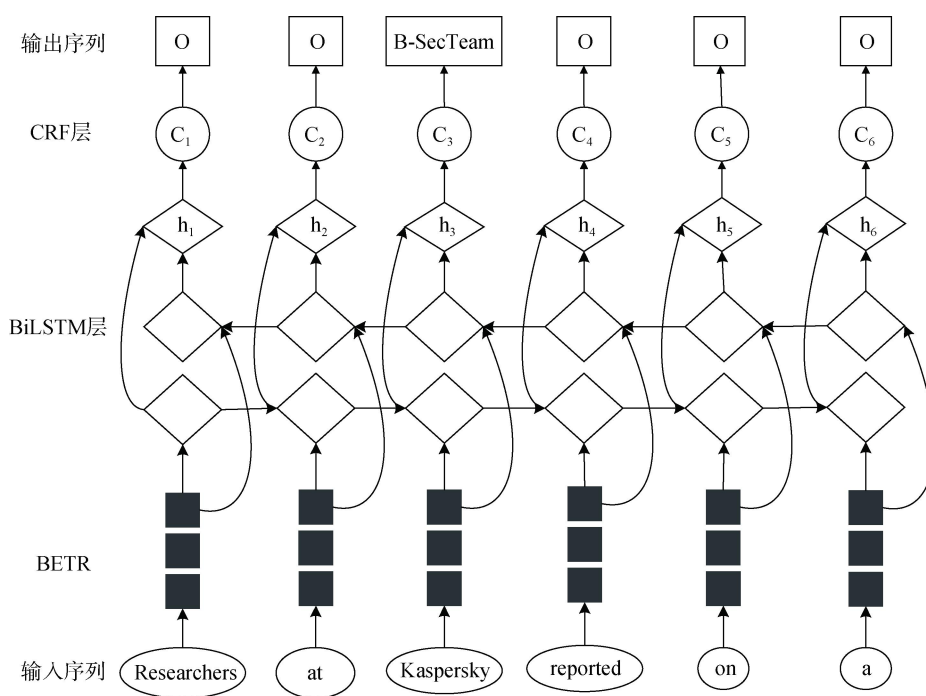 输出序列 O O B-SecTeam O O O
CRF层 C₁ C₂ C₃ C₄ C₅ C₆
h₁ h₂ h₃ h₄ h₅ h₆
BiLSTM层
BETR
输入序列 Researchers at Kaspersky reported on a